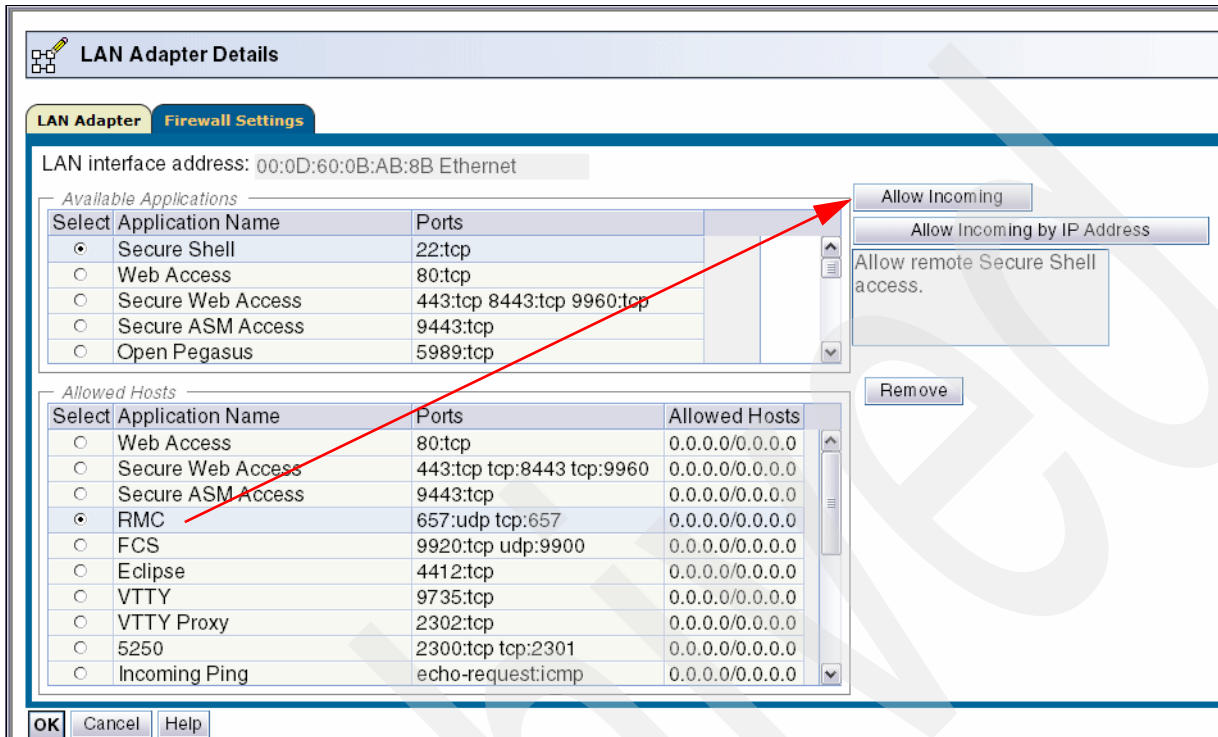 LAN Adapter Details
LAN Adapter Firewall Settings
LAN interface address: 00:0D:60:0B:AB:8B Ethernet
Available Applications
Select Application Name Ports
Secure Shell 22:tcp
Web Access 80:tcp
Secure Web Access 443:tcp 8443:tcp 9960:tcp
Secure ASM Access 9443:tcp
Open Pegasus 5989:tcp
Allow Incoming
Allow Incoming by IP Address
Allow remote Secure Shell
access.
Allowed Hosts
Select Application Name Ports Allowed Hosts
Web Access 80:tcp 0.0.0.0/0.0.0.0
Secure Web Access 443:tcp tcp:8443 tcp:9960 0.0.0.0/0.0.0.0
Secure ASM Access 9443:tcp 0.0.0.0/0.0.0.0
RMC 657:udp tcp:657 0.0.0.0/0.0.0.0
FCS 9920:tcp udp:9900 0.0.0.0/0.0.0.0
Eclipse 4412:tcp 0.0.0.0/0.0.0.0
VTTY 9735:tcp 0.0.0.0/0.0.0.0
VTTY Proxy 2302:tcp 0.0.0.0/0.0.0.0
5250 2300:tcp tcp:2301 0.0.0.0/0.0.0.0
Incoming Ping echo-request:icmp 0.0.0.0/0.0.0.0
Remove
OK Cancel Help